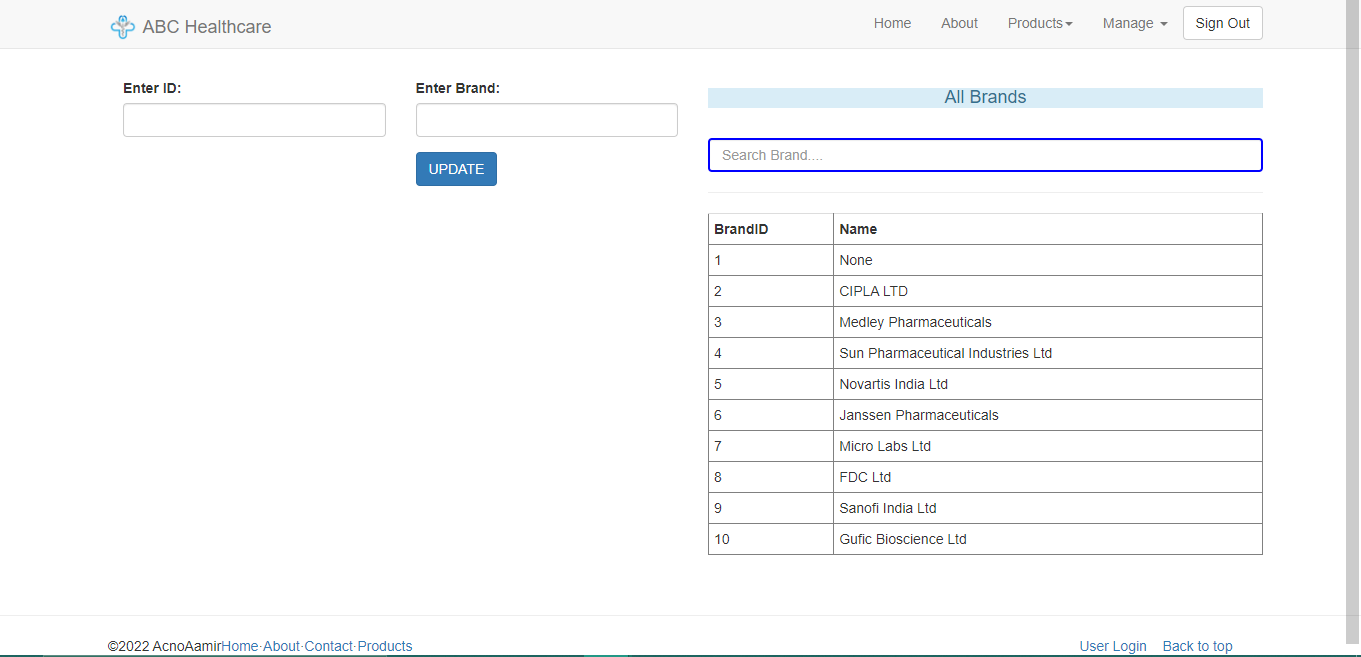 ABC Healthcare Home About Products Manage Sign Out
Enter ID: Enter Brand:
UPDATE
All Brands
Search Brand....
BrandID Name
1 None
2 CIPLA LTD
3 Medley Pharmaceuticals
4 Sun Pharmaceutical Industries Ltd
5 Novartis India Ltd
6 Janssen Pharmaceuticals
7 Micro Labs Ltd
8 FDC Ltd
9 Sanofi India Ltd
10 Gufic Bioscience Ltd
©2022 AcnoAamirHome·About·Contact·Products User Login Back to top